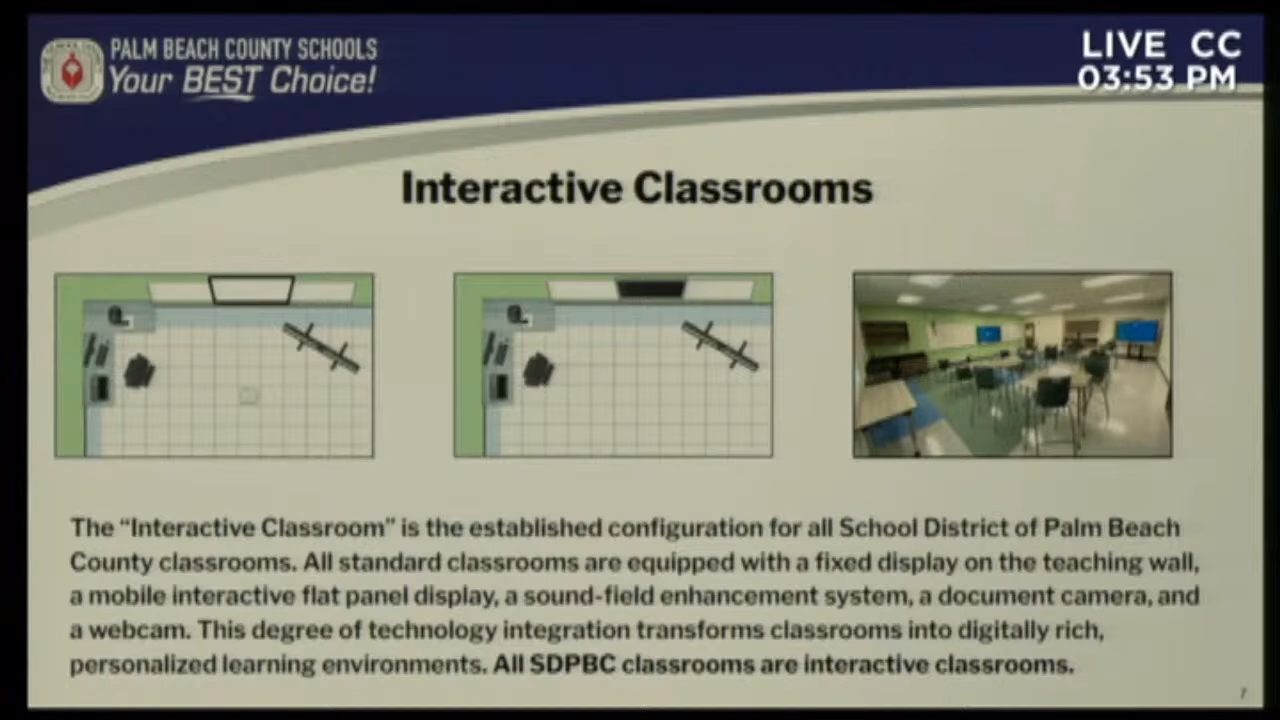 PALM BEACH COUNTY SCHOOLS
Your BEST Choice!
LIVE CC
03:53 PM
Interactive Classrooms
The “Interactive Classroom” is the established configuration for all School District of Palm Beach
County classrooms. All standard classrooms are equipped with a fixed display on the teaching wall,
a mobile interactive flat panel display, a sound-field enhancement system, a document camera, and
a webcam. This degree of technology integration transforms classrooms into digitally rich,
personalized learning environments. All SDPBC classrooms are interactive classrooms.
7